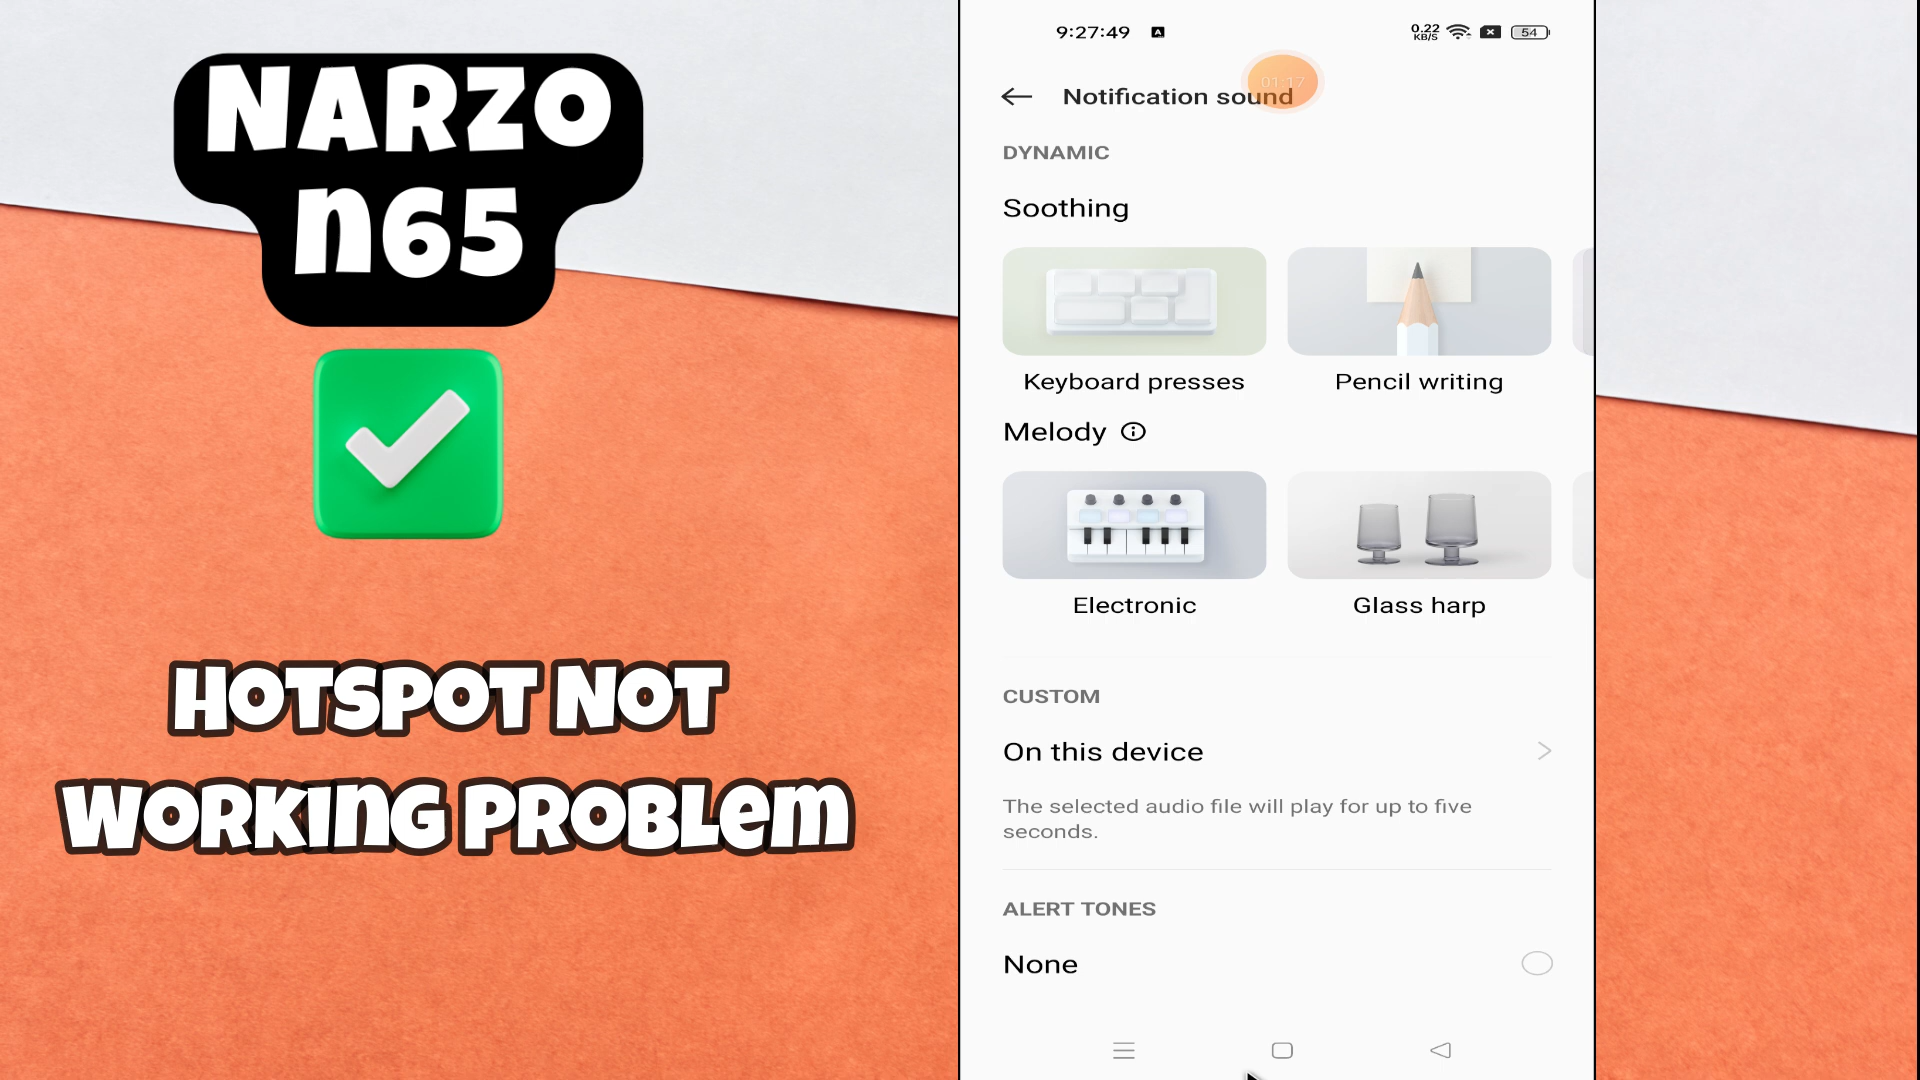 NARZO
n65
HOTSPOT NOT
WORKING PROBLEM
9:27:49
0.22
KB/S
54
01:17
Notification sound
DYNAMIC
Soothing
Keyboard presses
Pencil writing
Melody
Electronic
Glass harp
CUSTOM
On this device
The selected audio file will play for up to five
seconds.
ALERT TONES
None